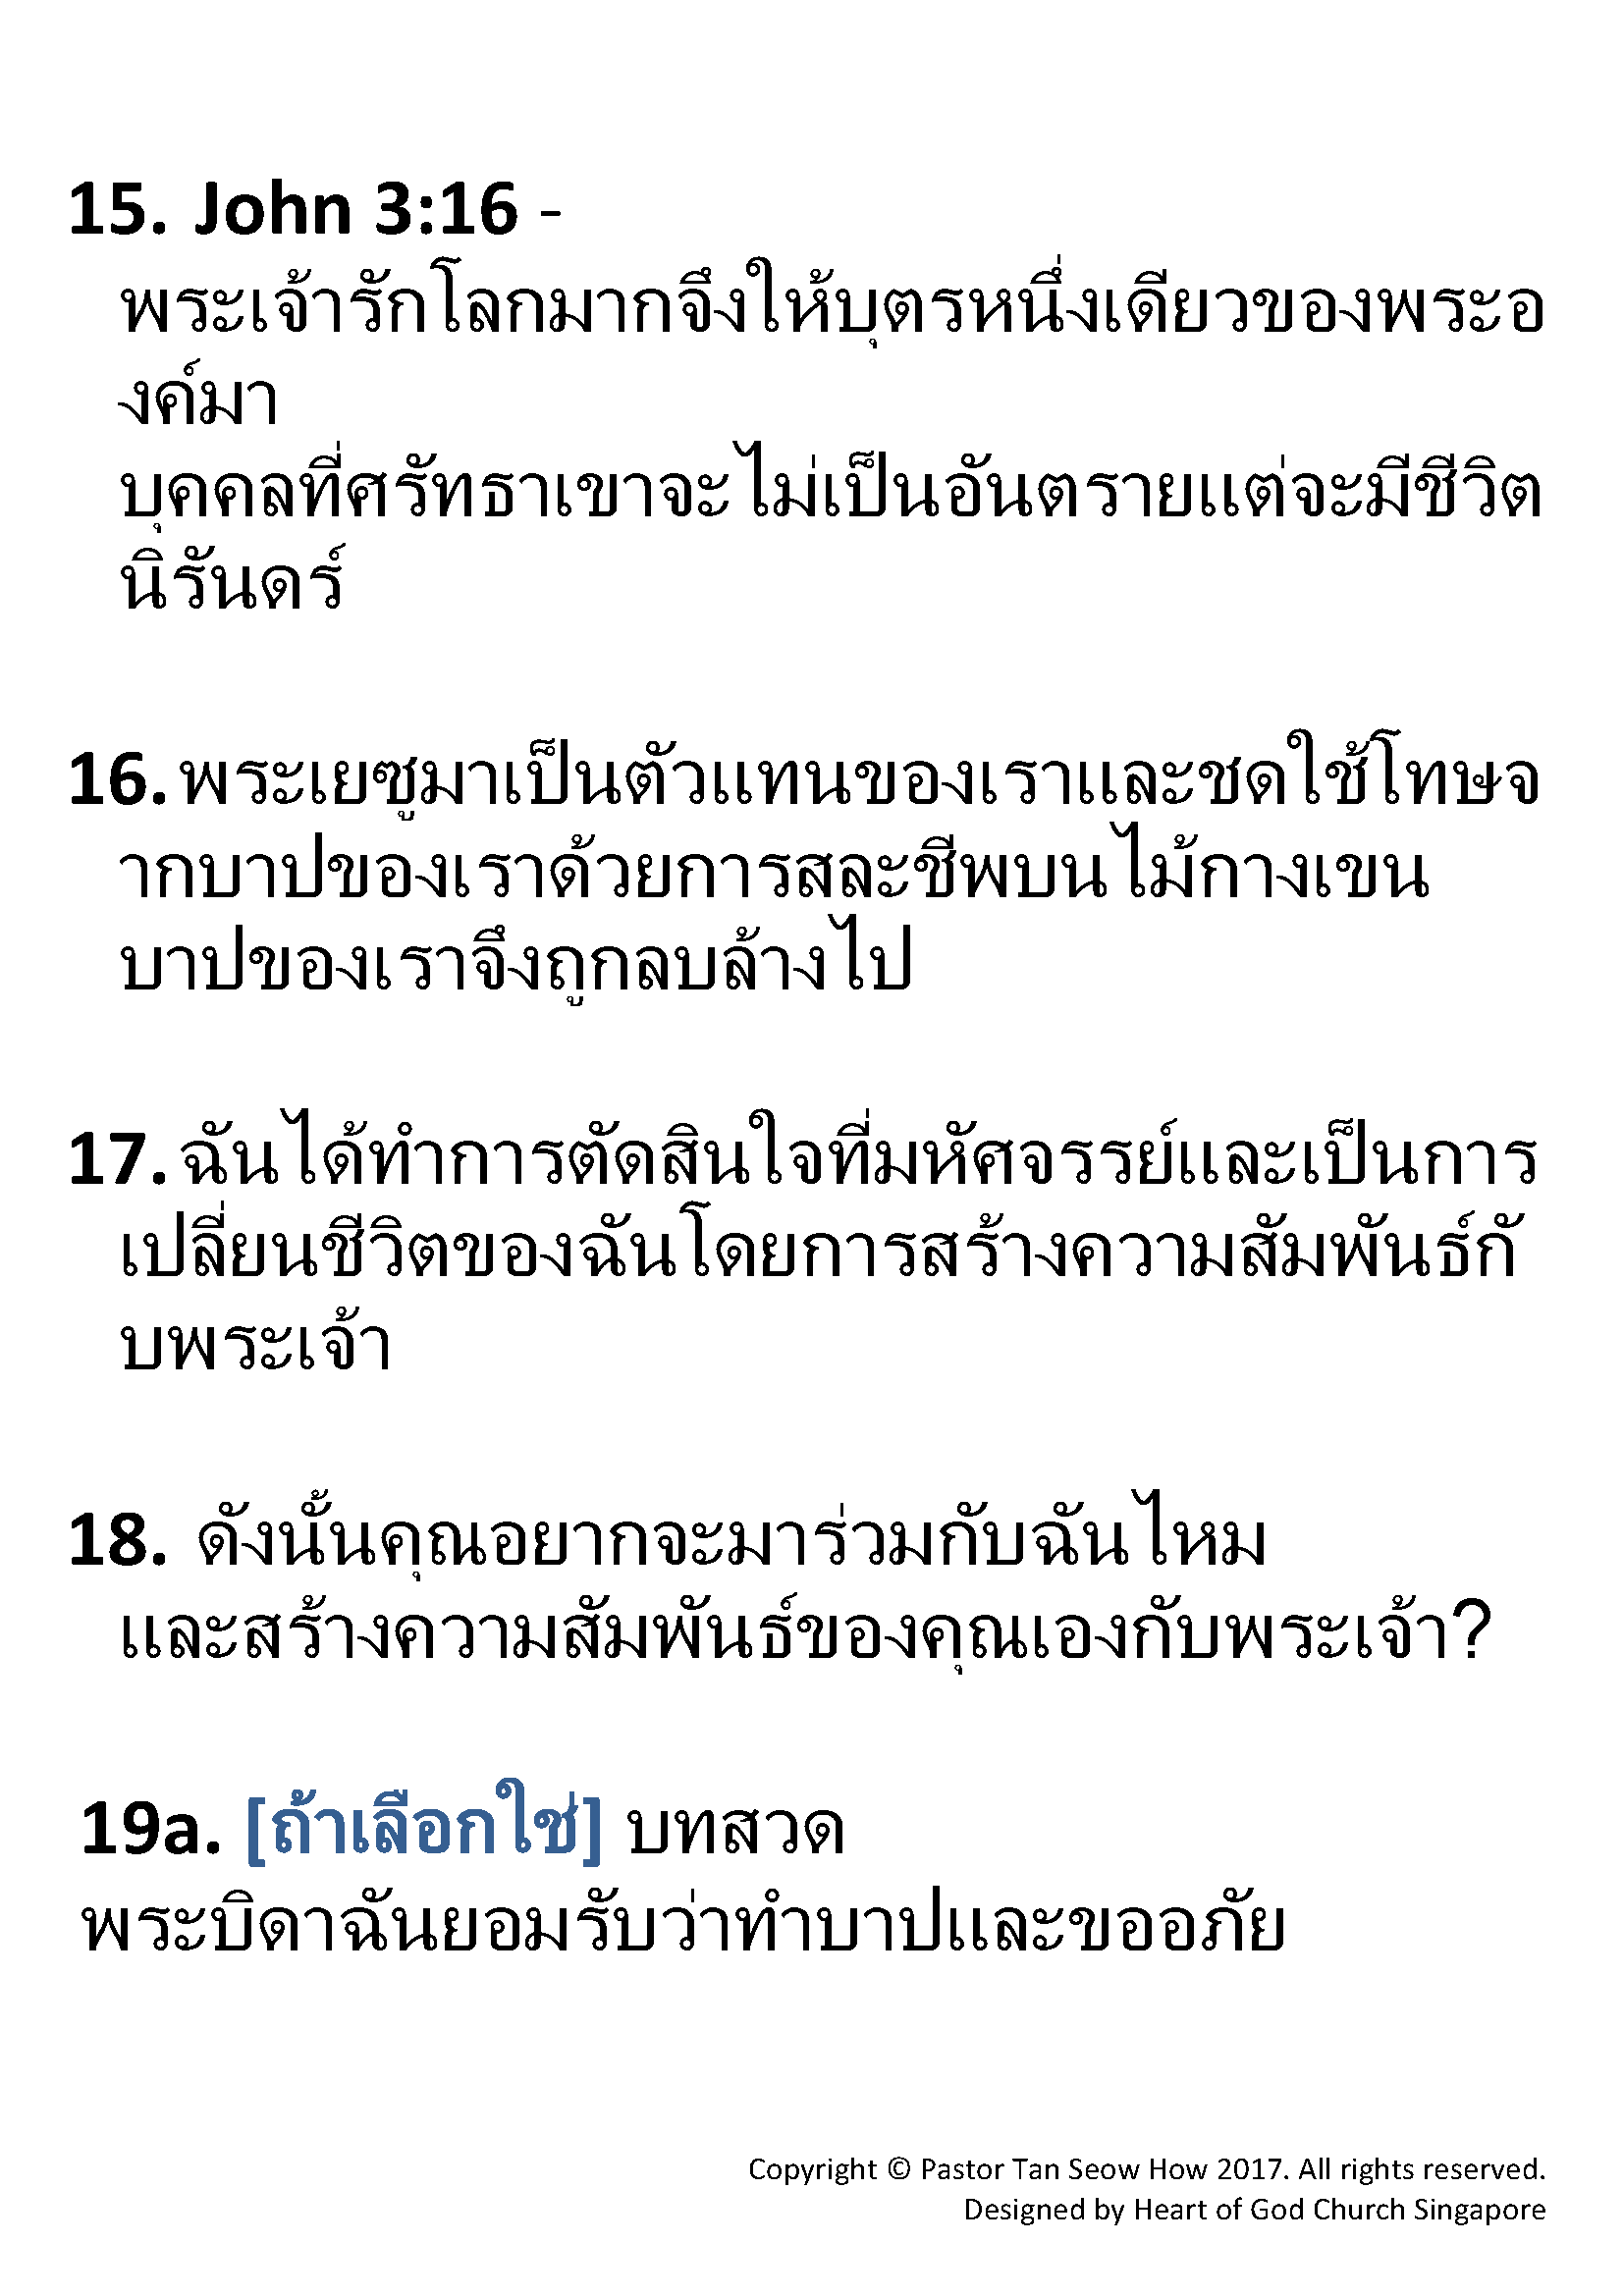 15. John 3:16 -
พระเจ้ารักโลกมากจึงให้บุตรหนึ่งเดียวของพระอ
งค์มา
บุคคลที่ศรัทธาเขาจะไม่เป็นอันตรายแต่จะมีชีวิต
นิรันดร์
16. พระเยซูมาเป็นตัวแทนของเราและชดใช้โทษจ
ากบาปของเราด้วยการสละชีพบนไม้กางเขน
บาปของเราจึงถูกลบล้างไป
17. ฉันได้ทำการตัดสินใจที่มหัศจรรย์และเป็นการ
เปลี่ยนชีวิตของฉันโดยการสร้างความสัมพันธ์กั
บพระเจ้า
18. ดังนั้นคุณอยากจะมาร่วมกับฉันไหม
และสร้างความสัมพันธ์ของคุณเองกับพระเจ้า?
19a. [ถ้าเลือกใช่] บทสวด
พระบิดาฉันยอมรับว่าทำบาปและขออภัย
Copyright © Pastor Tan Seow How 2017. All rights reserved.
Designed by Heart of God Church Singapore